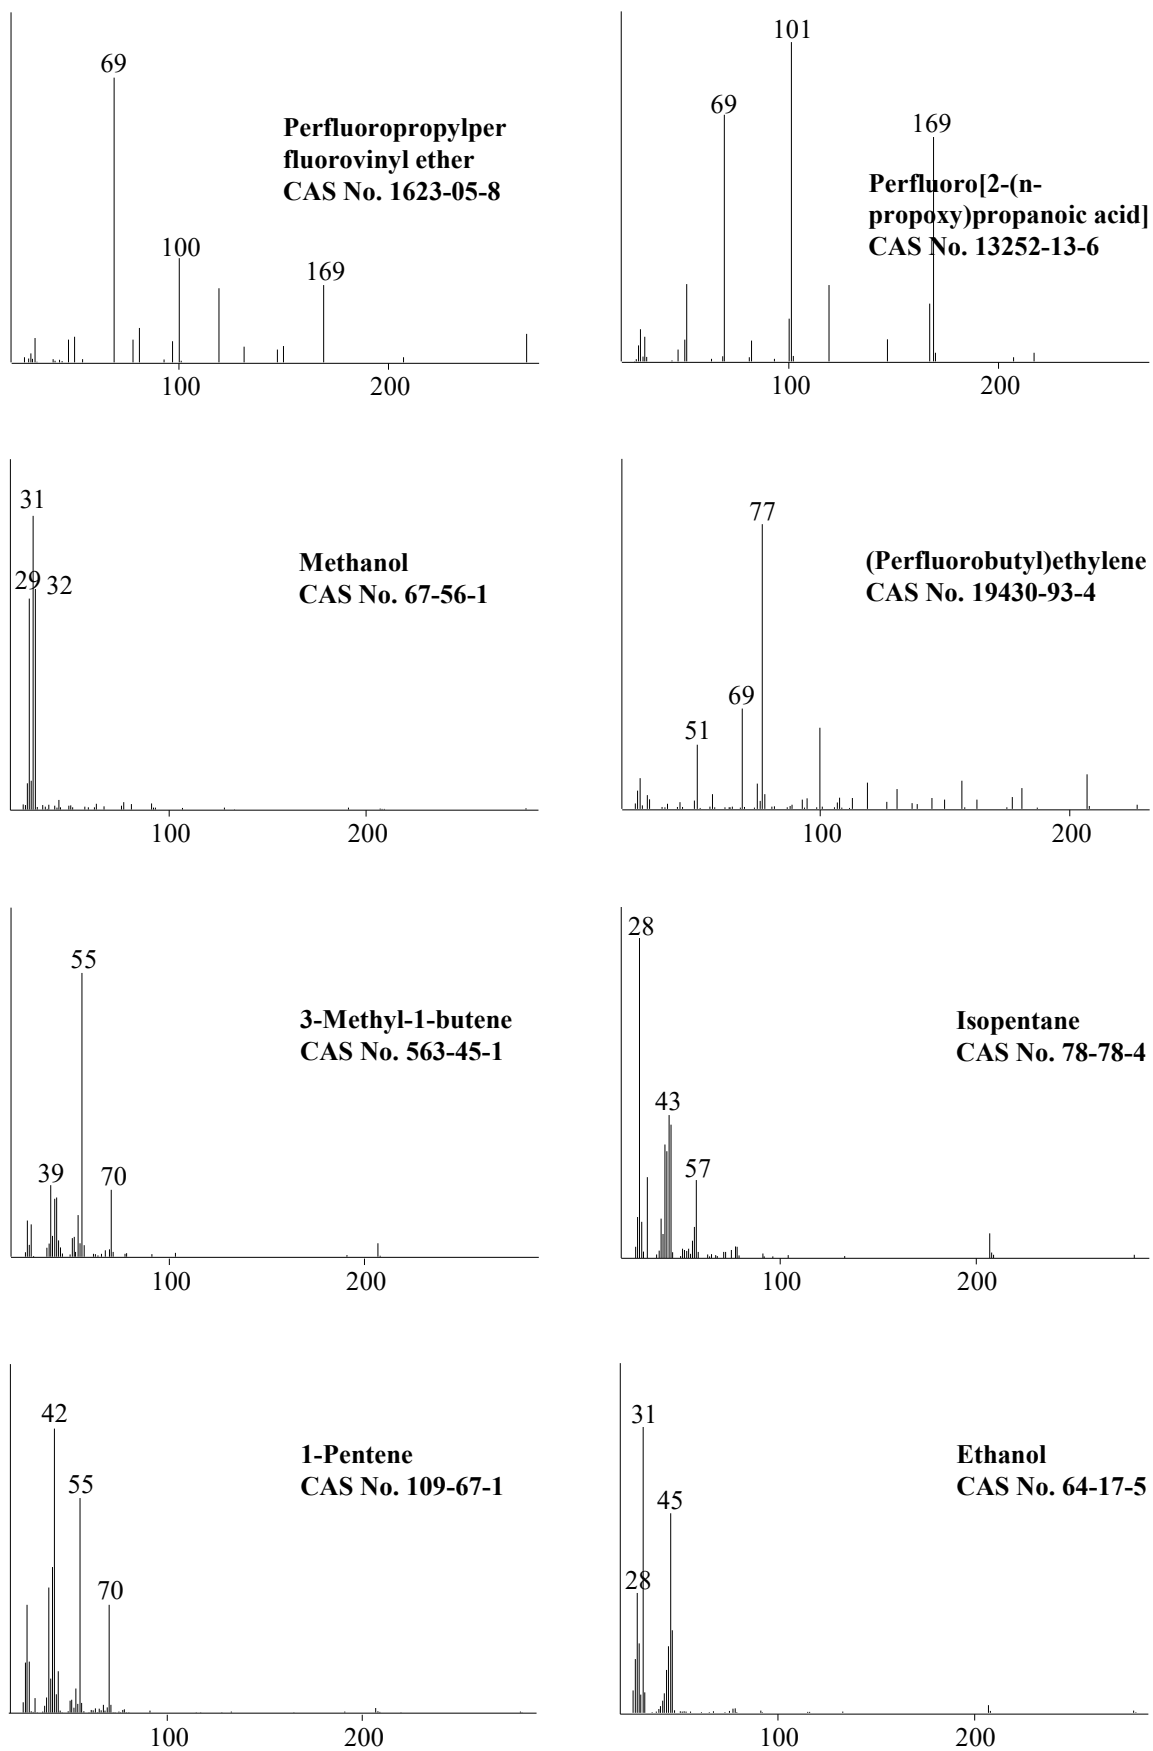 69
100
169
Perfluoropropylper
fluorovinyl ether
CAS No. 1623-05-8
100
200
101
69
169
Perfluoro[2-(n-
propoxy)propanoic acid]
CAS No. 13252-13-6
100
200
31
29
32
Methanol
CAS No. 67-56-1
100
200
77
69
51
(Perfluorobutyl)ethylene
CAS No. 19430-93-4
100
200
55
39
70
3-Methyl-1-butene
CAS No. 563-45-1
100
200
28
43
57
Isopentane
CAS No. 78-78-4
100
200
42
55
70
1-Pentene
CAS No. 109-67-1
100
200
31
45
28
Ethanol
CAS No. 64-17-5
100
200